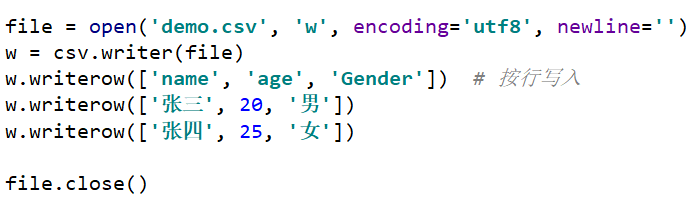 file = open('demo.csv', 'w', encoding='utf8', newline='')
w = csv.writer(file)
w.writerow(['name', 'age', 'Gender'])  # 按行写入
w.writerow(['张三', 20, '男'])
w.writerow(['张四', 25, '女'])
file.close()